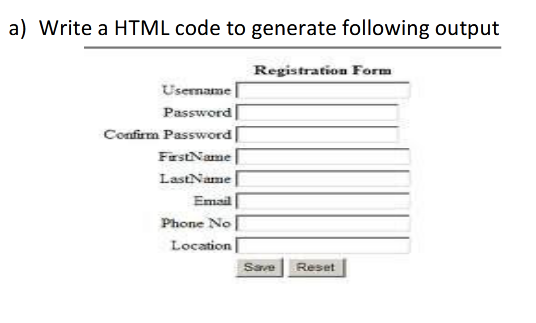 a) Write a HTML code to generate following output
Registration Form
Username
Password
Confirm Password
FirstName
LastName
Email
Phone No
Location
Save Reset